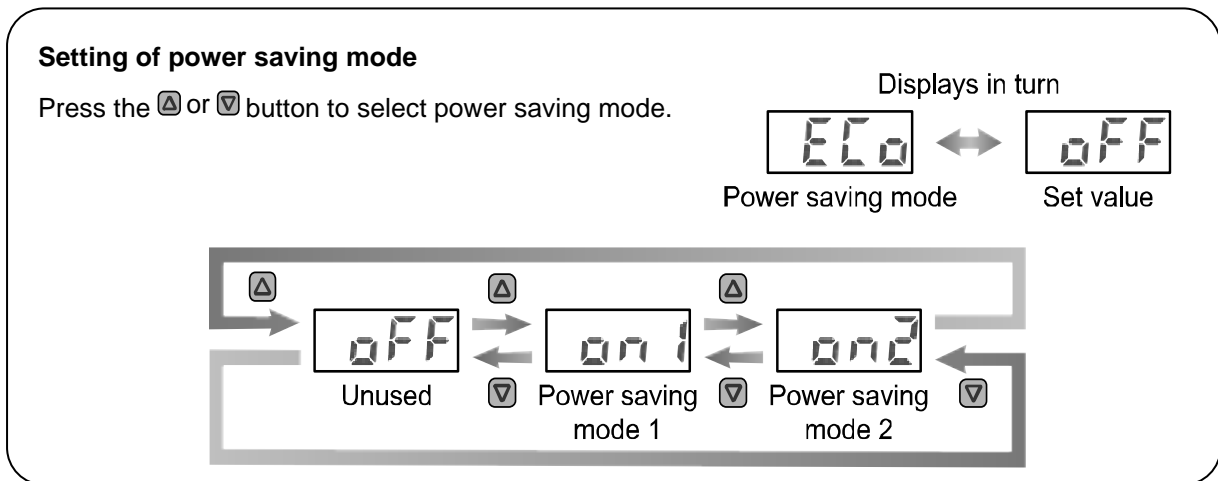 Setting of power saving mode
Press the △ or ▽ button to select power saving mode.
Displays in turn
ECo oFF
Power saving mode Set value
△ △ △
oFF on1 on2
Unused ▽ Power saving mode 1 ▽ Power saving mode 2 ▽